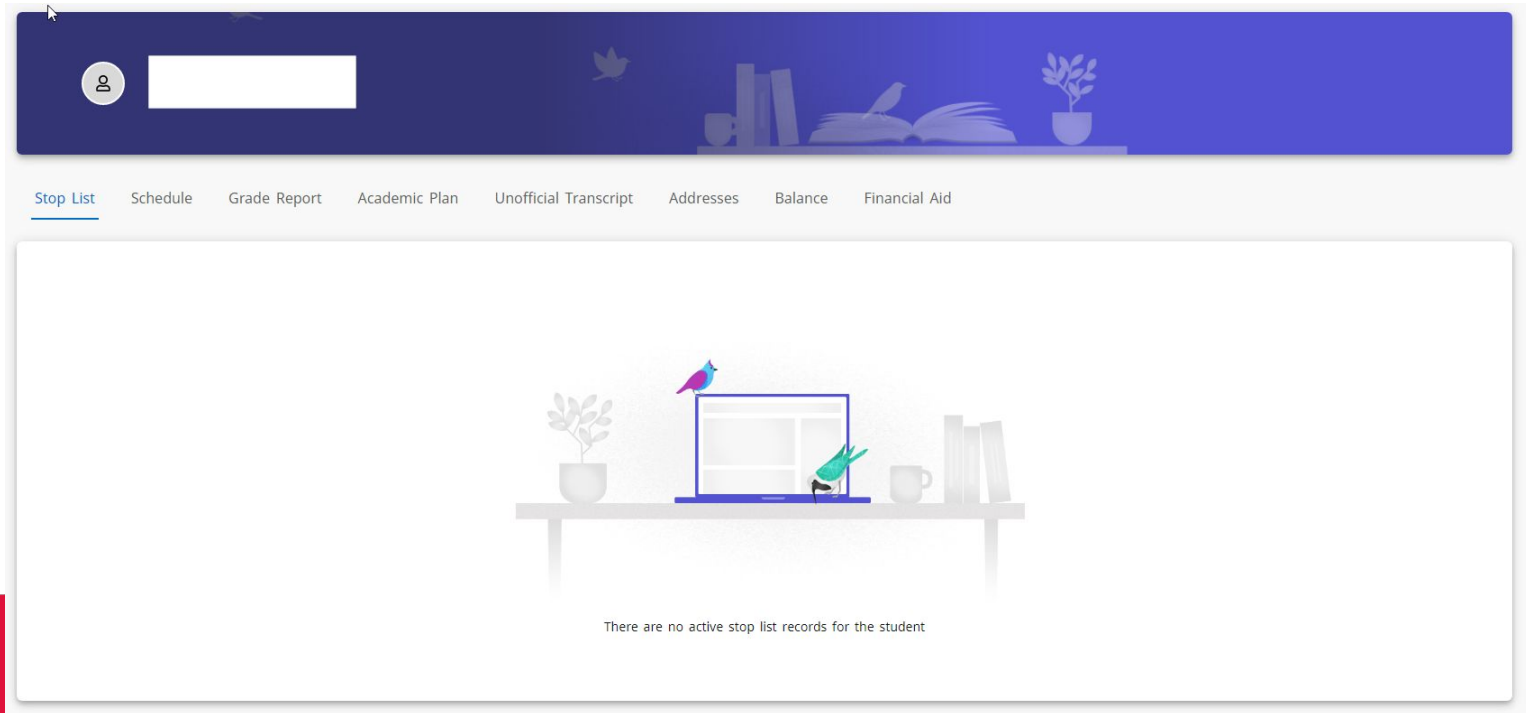 Stop List Schedule Grade Report Academic Plan Unofficial Transcript Addresses Balance Financial Aid
There are no active stop list records for the student